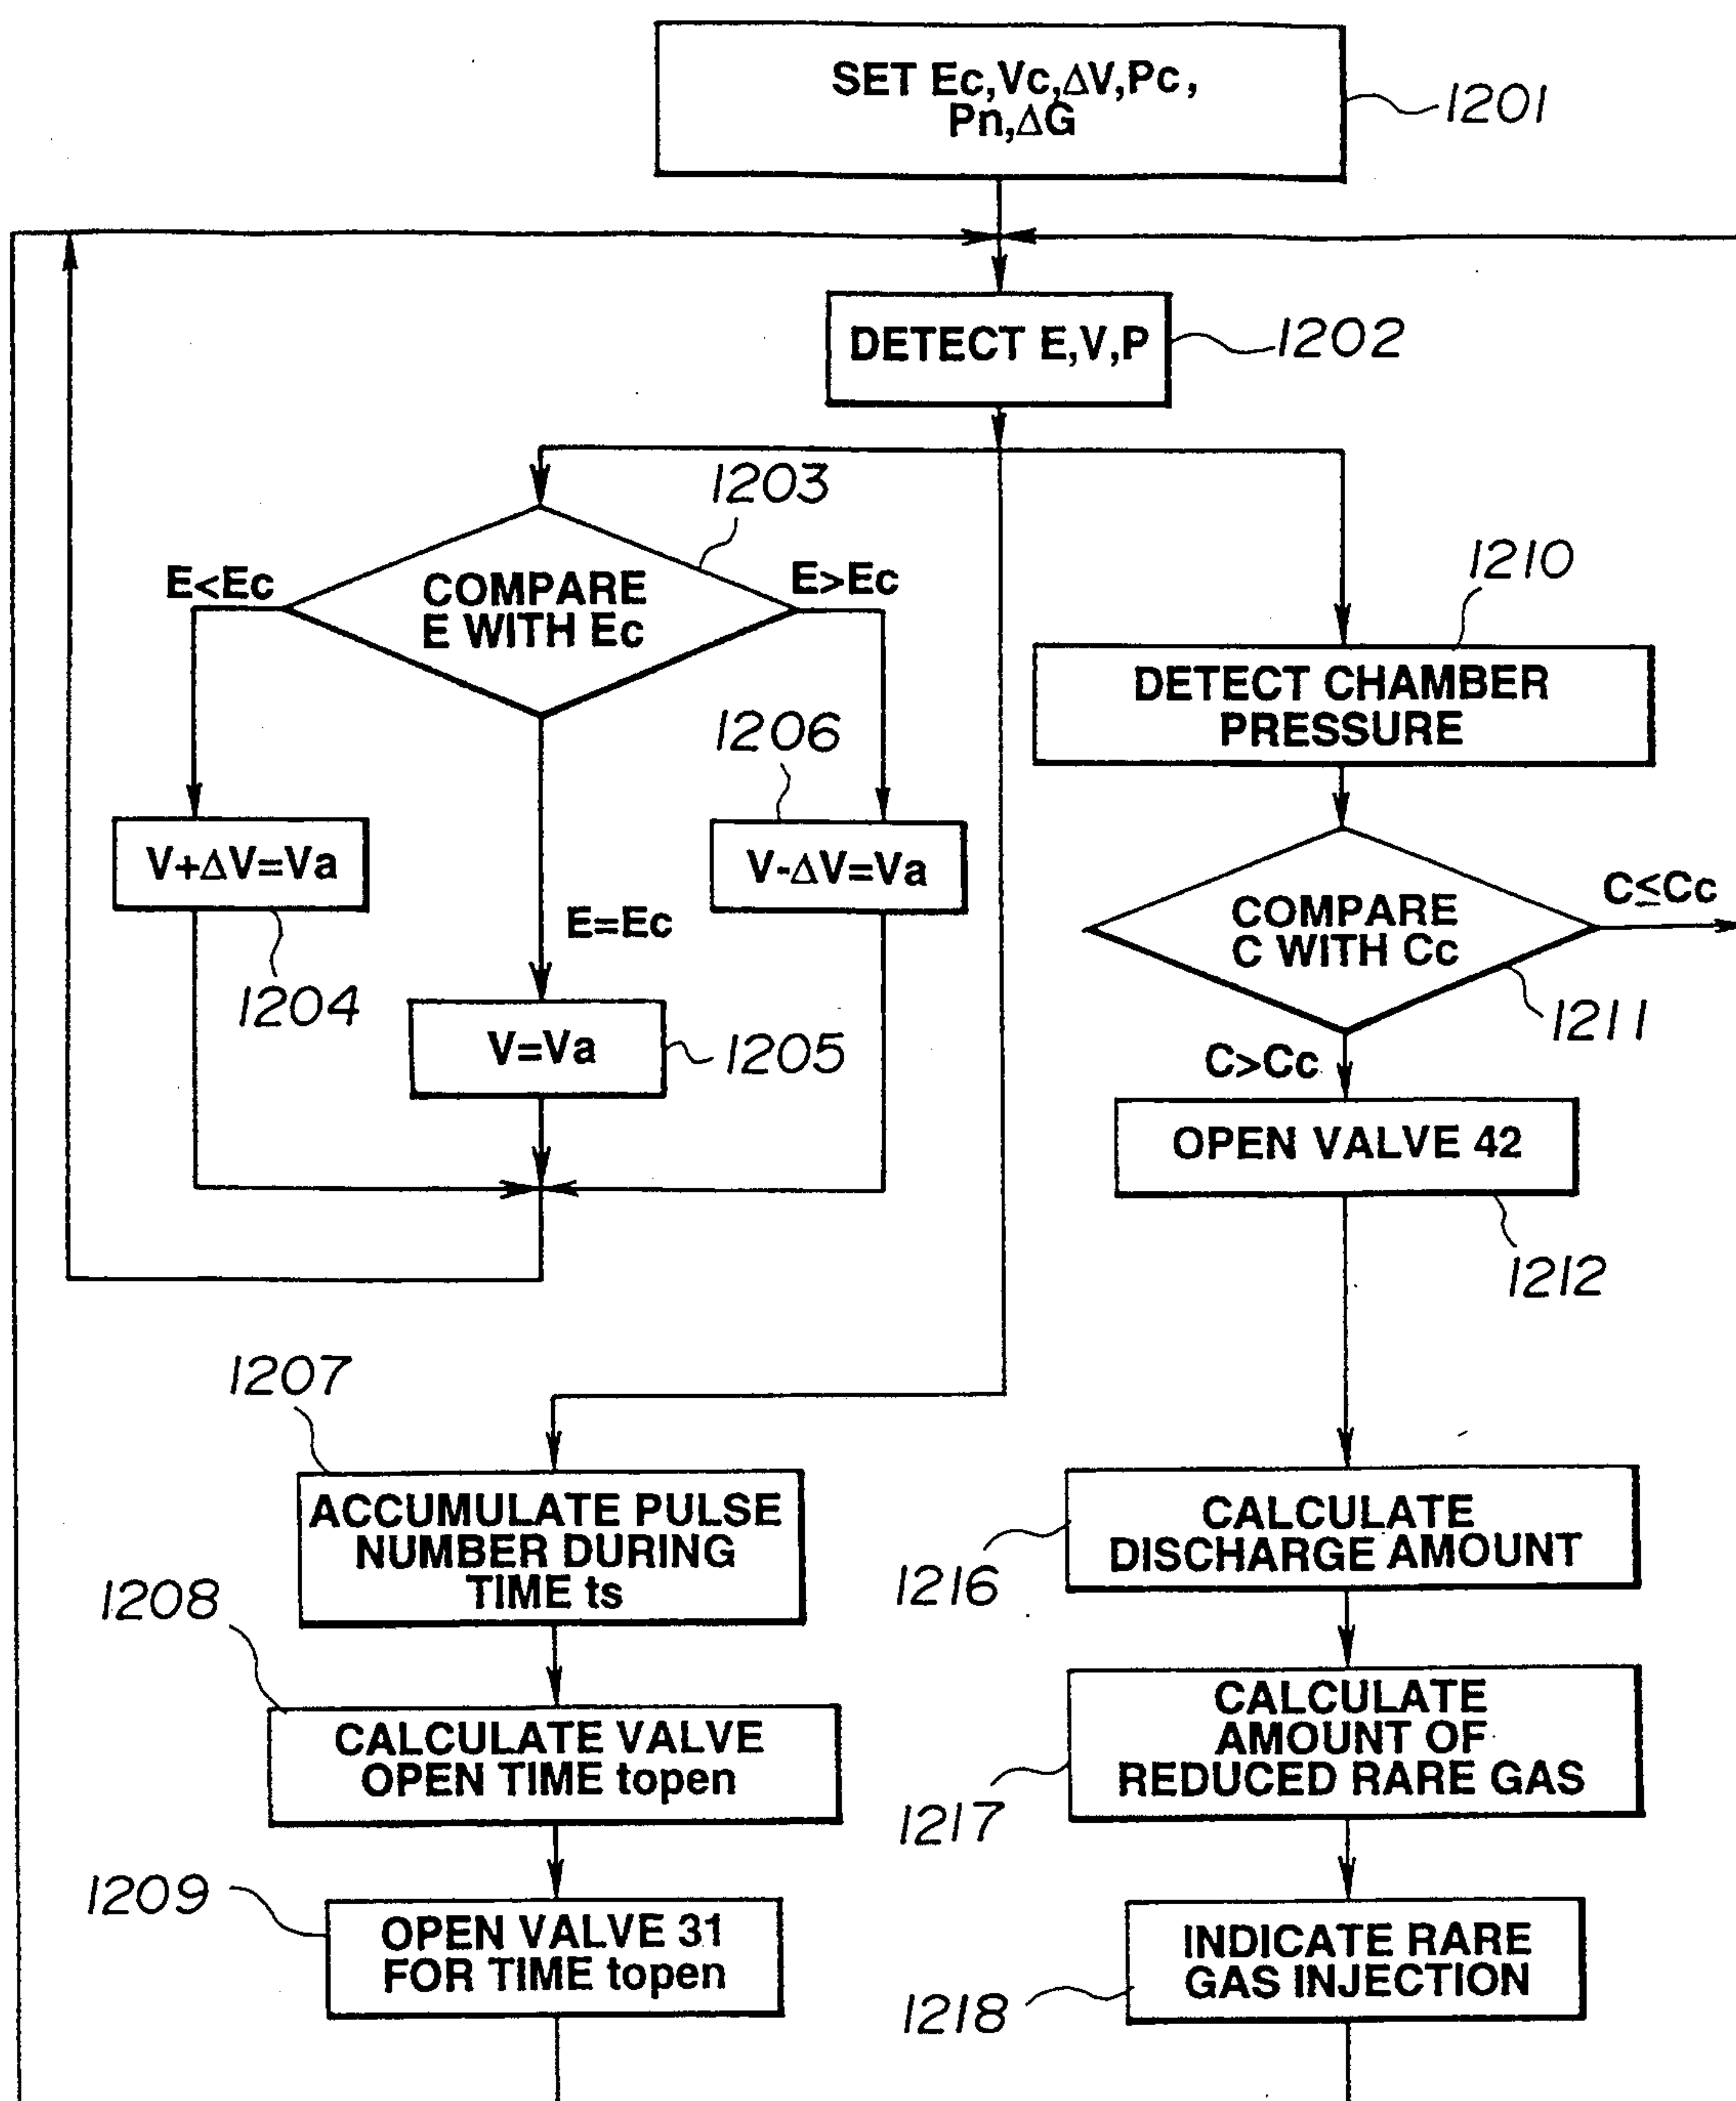 SET Ec,Vc,ΔV,Pc,
Pn,ΔG
1201
DETECT E,V,P
1202
1203
E<Ec
COMPARE
E WITH Ec
E>Ec
1210
DETECT CHAMBER
PRESSURE
1206
V+ΔV=Va
V-ΔV=Va
1204
E=Ec
V=Va
1205
COMPARE
C WITH Cc
C≤Cc
1211
C>Cc
OPEN VALVE 42
1212
1207
ACCUMULATE PULSE
NUMBER DURING
TIME ts
1208
CALCULATE VALVE
OPEN TIME topen
1209
OPEN VALVE 31
FOR TIME topen
CALCULATE
DISCHARGE AMOUNT
1216
CALCULATE
AMOUNT OF
REDUCED RARE GAS
1217
INDICATE RARE
GAS INJECTION
1218